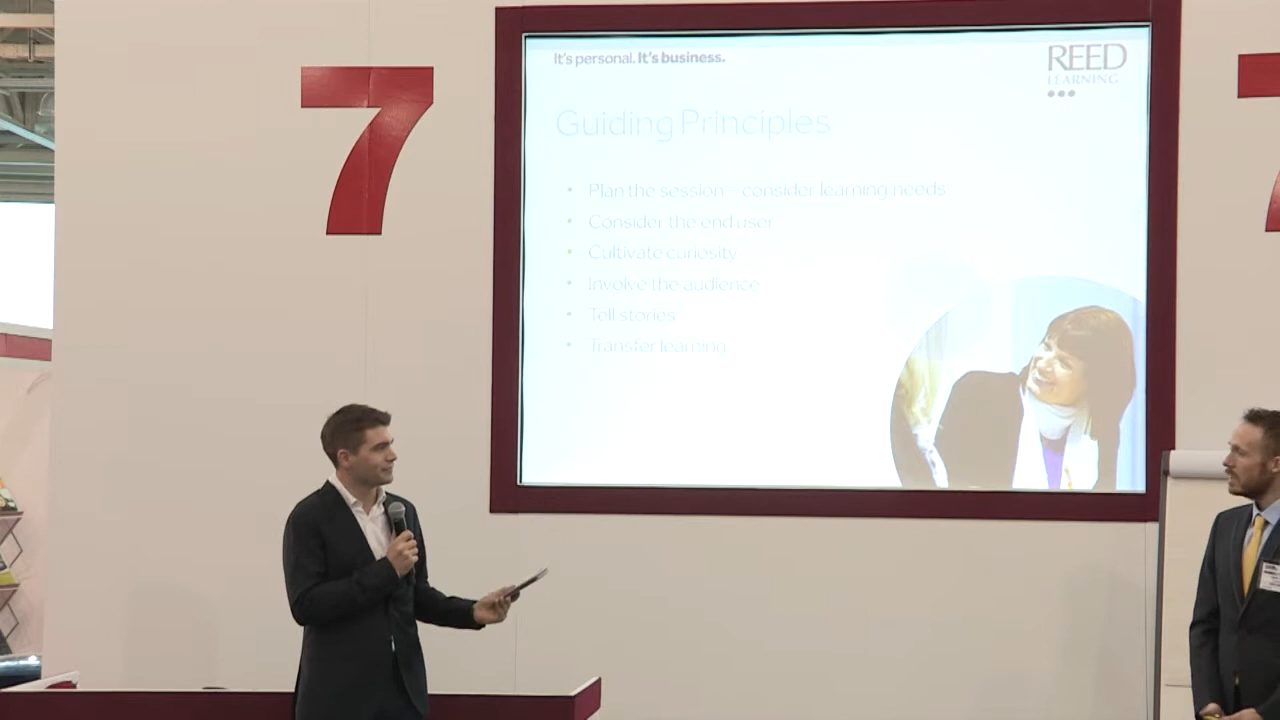 7
It's personal. It's business.
REED
LEARNING
Guiding Principles
• Plan the session – consider learning needs
• Consider the end user
• Cultivate curiosity
• Involve the audience
• Tell stories
• Transfer learning
7